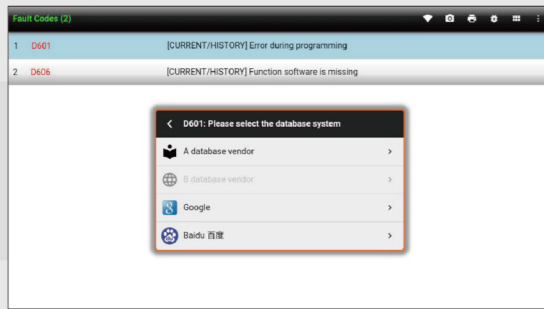 Fault Codes (2)
1 D601 [CURRENT/HISTORY] Error during programming
2 D606 [CURRENT/HISTORY] Function software is missing
D601: Please select the database system
A database vendor
B database vendor
Google
Baidu 百度